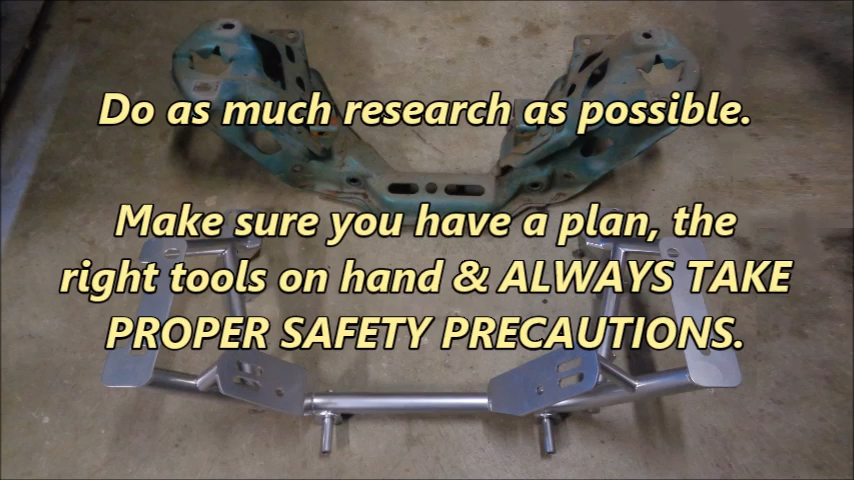 Do as much research as possible.
Make sure you have a plan, the
right tools on hand & ALWAYS TAKE
PROPER SAFETY PRECAUTIONS.